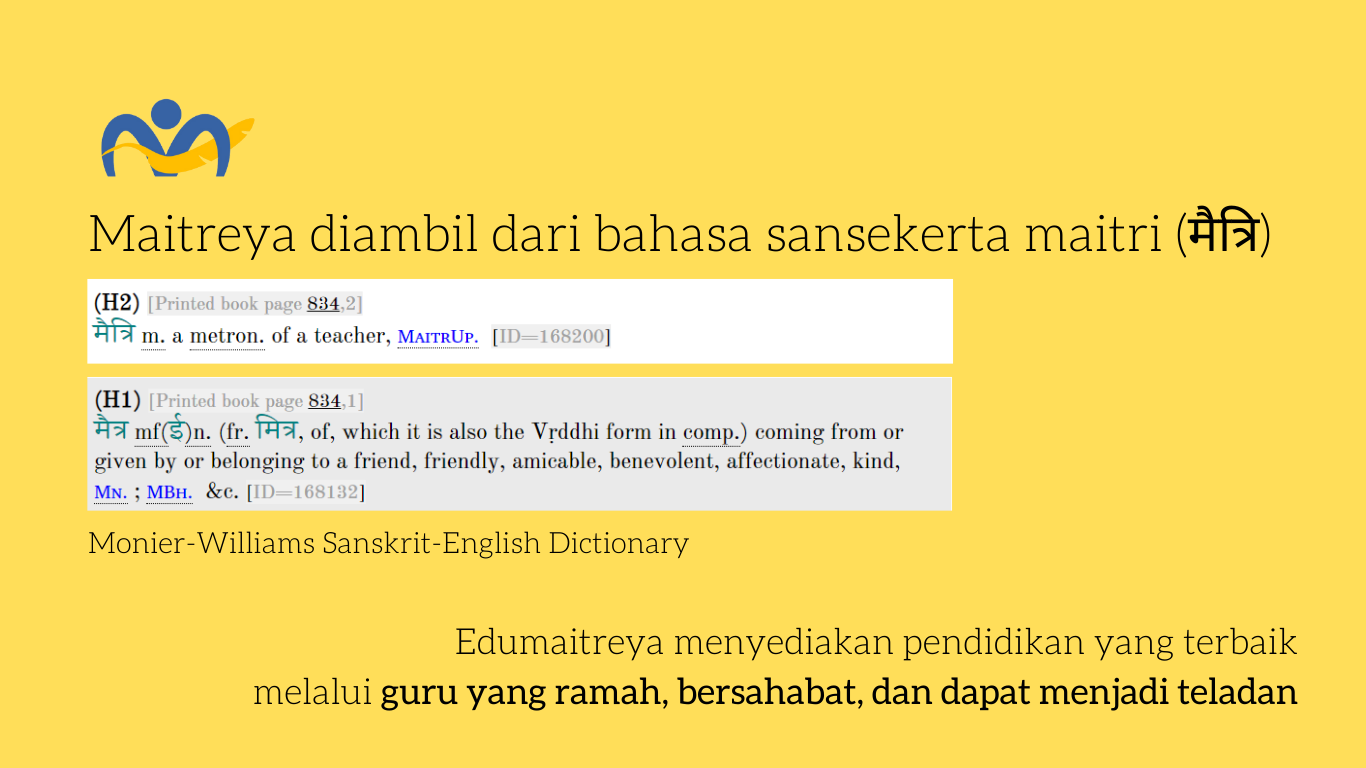 Maitreya diambil dari bahasa sansekerta maitri (मैत्रि)
(H2) [Printed book page 834,2]
मैत्रि m. a metron. of a teacher, MaitrUp. [ID=168200]
(H1) [Printed book page 834,1]
मैत्र mf(ई)n. (fr. मित्र, of, which it is also the Vṛddhi form in comp.) coming from or
given by or belonging to a friend, friendly, amicable, benevolent, affectionate, kind,
Mn. ; MBh. &c. [ID=168132]
Monier-Williams Sanskrit-English Dictionary
Edumaitreya menyediakan pendidikan yang terbaik
melalui guru yang ramah, bersahabat, dan dapat menjadi teladan